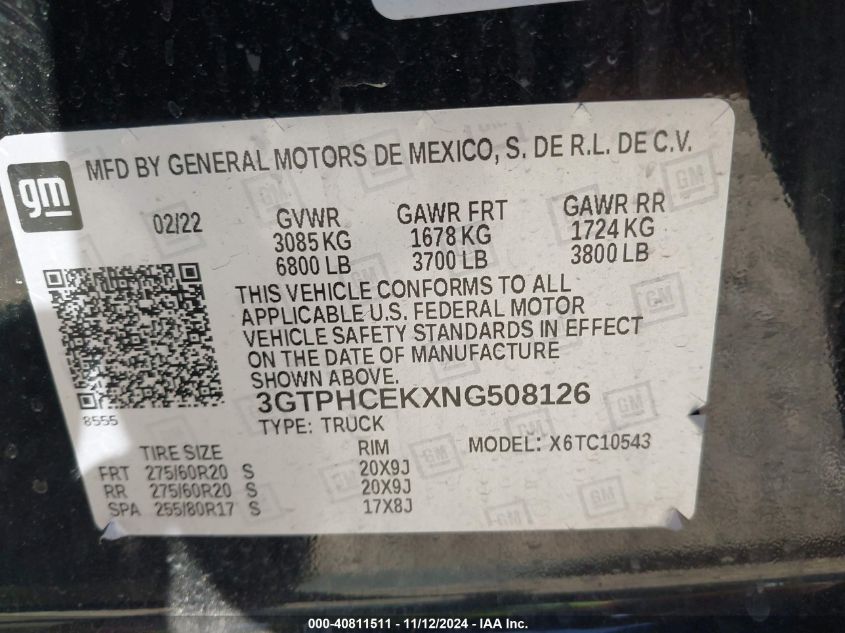 gm
MFD BY GENERAL MOTORS DE MEXICO, S. DE R.L. DE C.V.
02/22 GVWR GAWR FRT GAWR RR
3085 KG 1678 KG 1724 KG
6800 LB 3700 LB 3800 LB
THIS VEHICLE CONFORMS TO ALL
APPLICABLE U.S. FEDERAL MOTOR
VEHICLE SAFETY STANDARDS IN EFFECT
ON THE DATE OF MANUFACTURE
SHOWN ABOVE.
3GTPHCEKXNG508126
8555
TYPE: TRUCK
TIRE SIZE RIM MODEL: X6TC10543
FRT 275/60R20 S 20X9J
RR 275/60R20 S 20X9J
SPA 255/80R17 S 17X8J
000-40811511 - 11/12/2024 - IAA Inc.